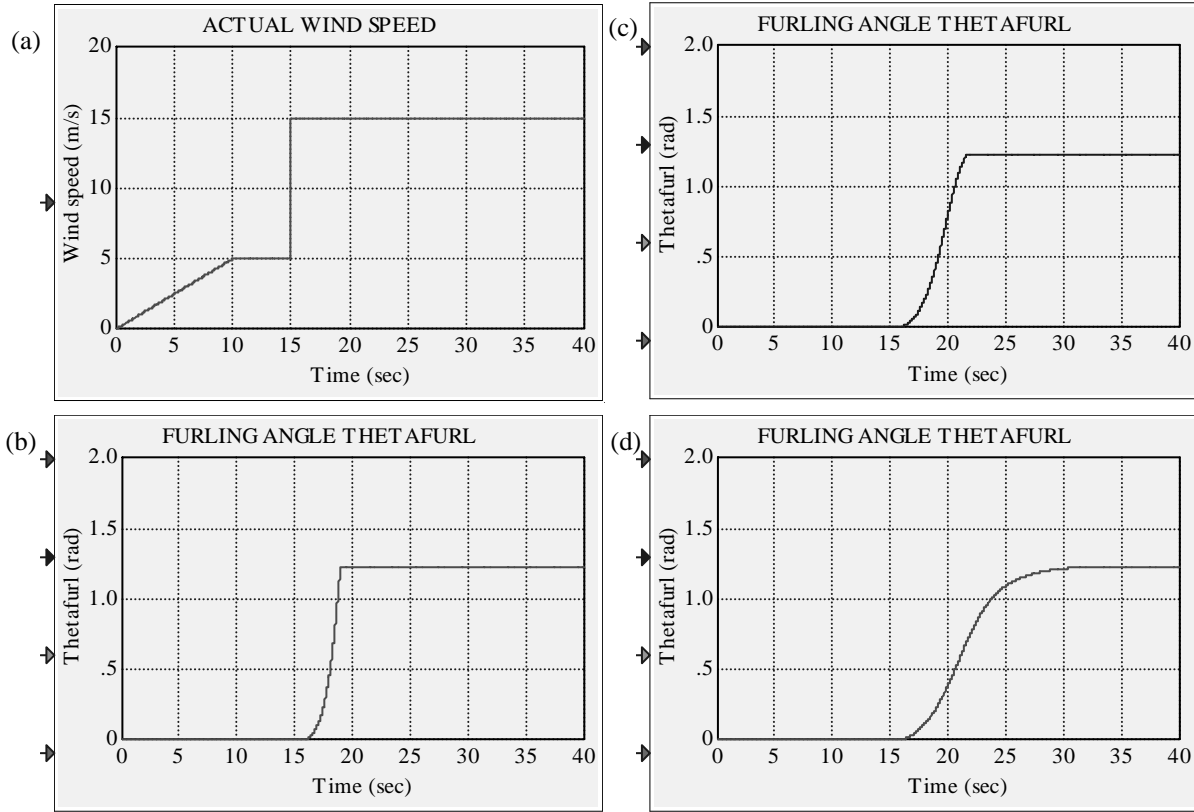 (a)
ACTUAL WIND SPEED
Wind speed (m/s)
20
15
10
5
0
0 5 10 15 20 25 30 35 40
Time (sec)
(c)
FURLING ANGLE THETAFURL
Thetafurl (rad)
2.0
1.5
1.0
.5
0
0 5 10 15 20 25 30 35 40
Time (sec)
(b)
FURLING ANGLE THETAFURL
Thetafurl (rad)
2.0
1.5
1.0
.5
0
0 5 10 15 20 25 30 35 40
Time (sec)
(d)
FURLING ANGLE THETAFURL
Thetafurl (rad)
2.0
1.5
1.0
.5
0
0 5 10 15 20 25 30 35 40
Time (sec)